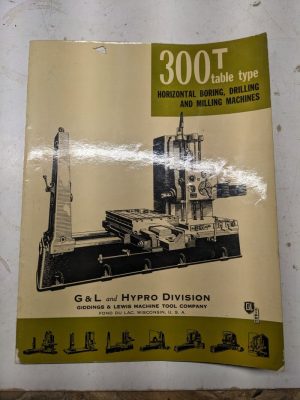 300T
table type
HORIZONTAL BORING, DRILLING
AND MILLING MACHINES
G & L and HYPRO DIVISION
GIDDINGS & LEWIS MACHINE TOOL COMPANY
FOND DU LAC, WISCONSIN, U. S. A.